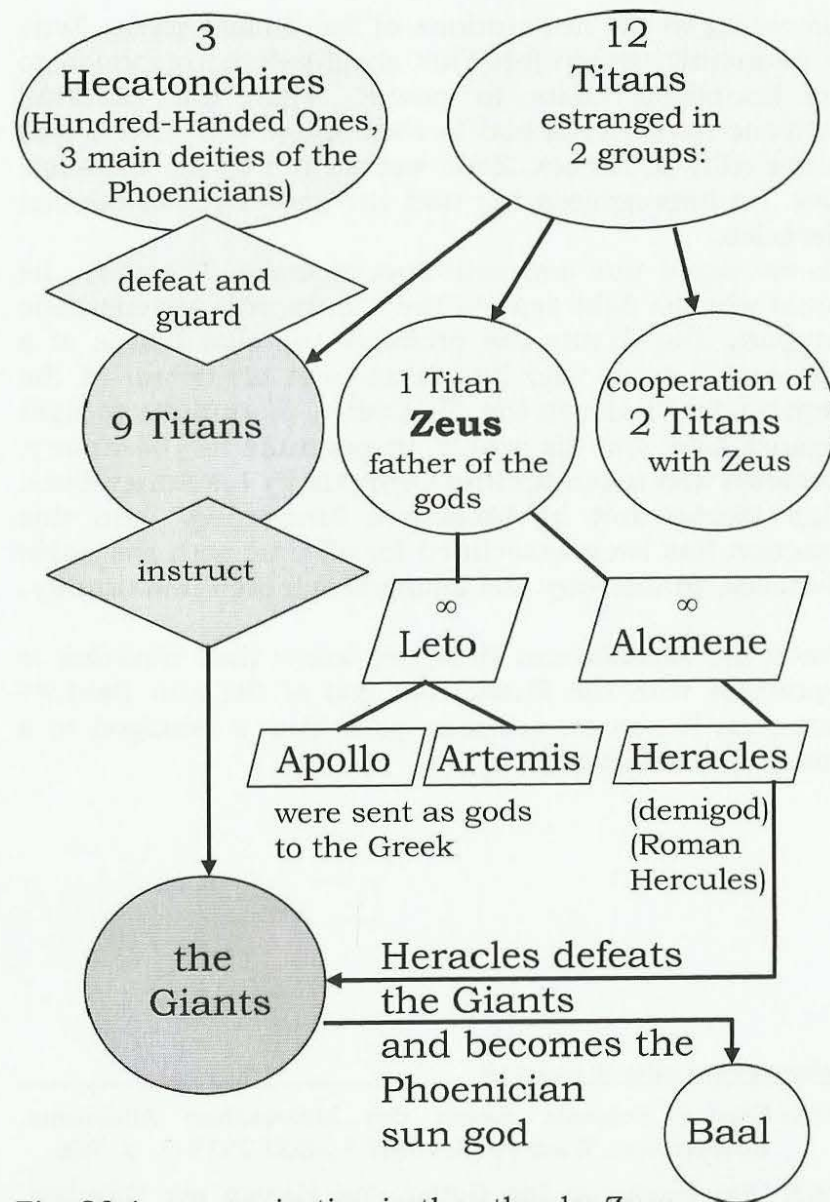 3
Hecatonchires
(Hundred-Handed Ones,
3 main deities of the
Phoenicians)
12
Titans
estranged in
2 groups:
defeat and
guard
9 Titans
1 Titan
Zeus
father of the
gods
cooperation of
2 Titans
with Zeus
instruct
∞
Leto
∞
Alcmene
Apollo
Artemis
Heracles
were sent as gods
to the Greek
(demigod)
(Roman
Hercules)
the
Giants
Heracles defeats
the Giants
and becomes the
Phoenician
sun god
Baal